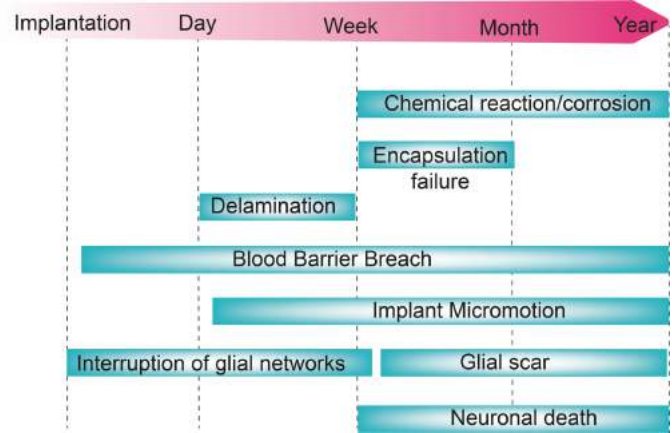 Implantation Day Week Month Year
Chemical reaction/corrosion
Encapsulation
failure
Delamination
Blood Barrier Breach
Implant Micromotion
Interruption of glial networks Glial scar
Neuronal death